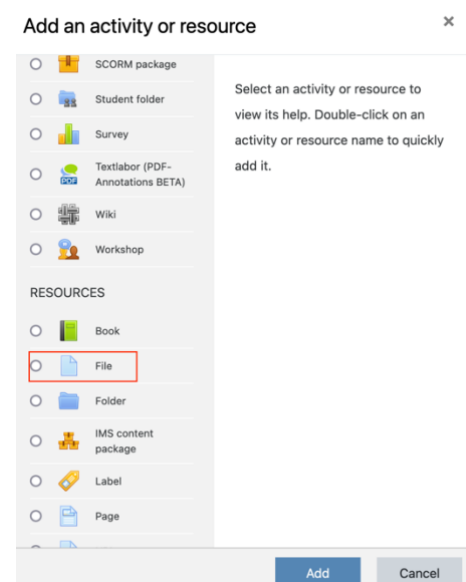 Add an activity or resource
×
SCORM package
Student folder
Survey
Textlabor (PDF-
Annotations BETA)
Wiki
Workshop
RESOURCES
Book
File
Folder
IMS content
package
Label
Page
Select an activity or resource to
view its help. Double-click on an
activity or resource name to quickly
add it.
Add
Cancel